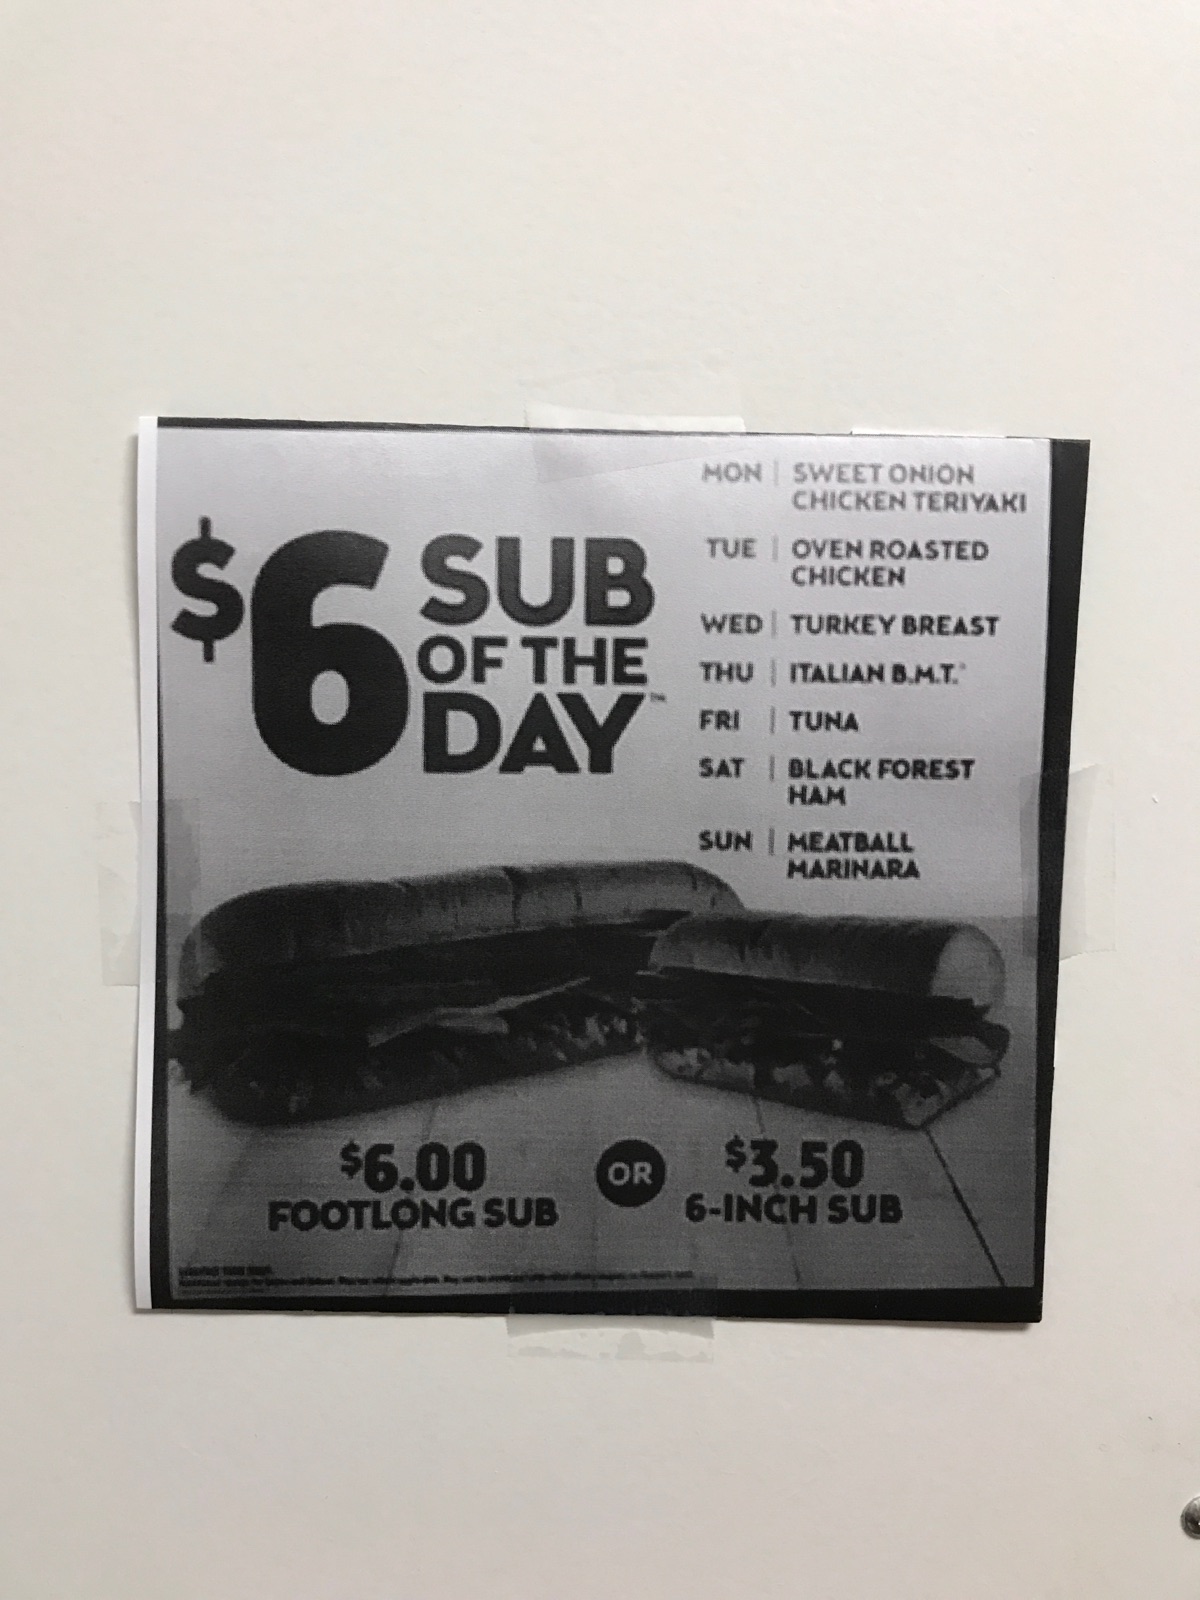 $6 SUB
OF THE
DAY™
MON | SWEET ONION
CHICKEN TERIYAKI
TUE | OVEN ROASTED
CHICKEN
WED | TURKEY BREAST
THU | ITALIAN B.M.T.®
FRI | TUNA
SAT | BLACK FOREST
HAM
SUN | MEATBALL
MARINARA
$6.00
FOOTLONG SUB
OR
$3.50
6-INCH SUB